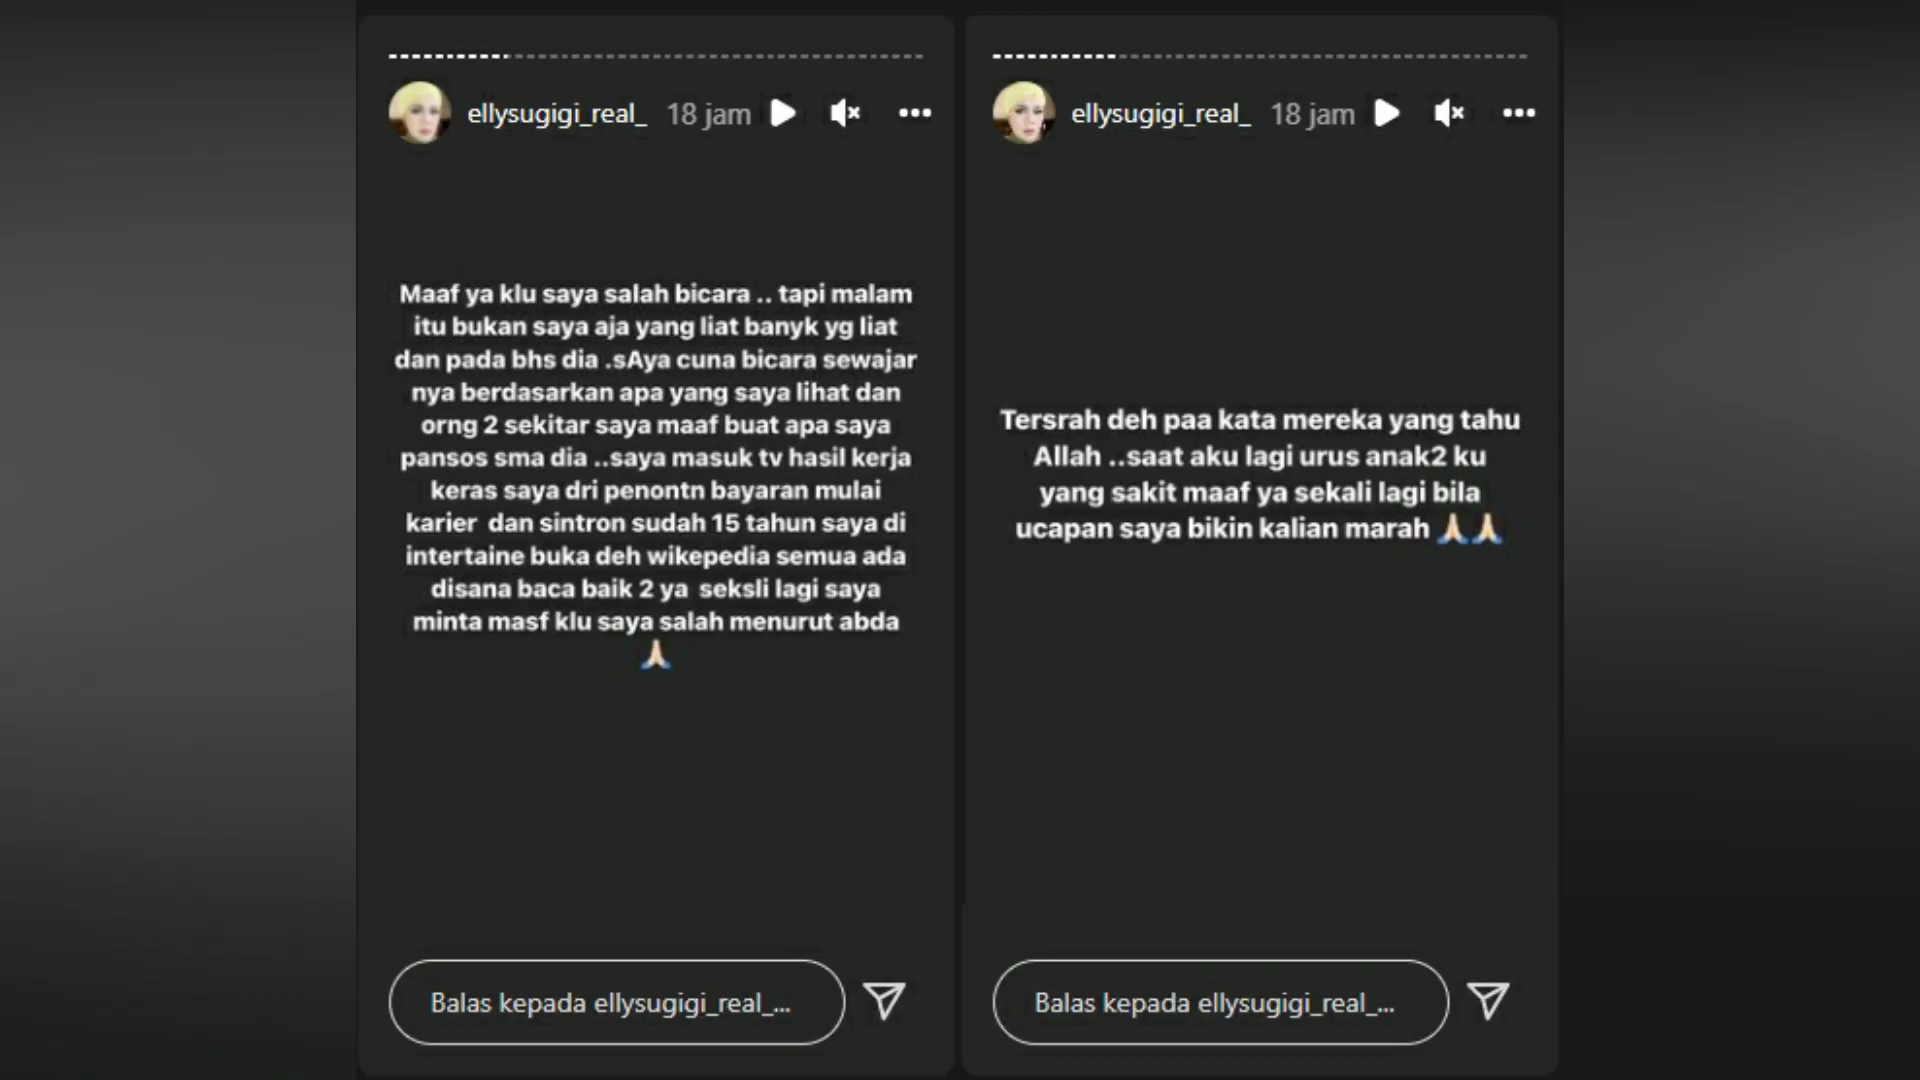 ellysugigi_real_ 18 jam
Maaf ya klu saya salah bicara .. tapi malam
itu bukan saya aja yang liat banyk yg liat
dan pada bhs dia .sAya cuna bicara sewajar
nya berdasarkan apa yang saya lihat dan
orng 2 sekitar saya maaf buat apa saya
pansos sma dia ..saya masuk tv hasil kerja
keras saya dri penontn bayaran mulai
karier dan sintron sudah 15 tahun saya di
intertaine buka deh wikepedia semua ada
disana baca baik 2 ya seksli lagi saya
minta masf klu saya salah menurut abda
🙏🏻
Balas kepada ellysugigi_real_...
ellysugigi_real_ 18 jam
Tersrah deh paa kata mereka yang tahu
Allah ..saat aku lagi urus anak2 ku
yang sakit maaf ya sekali lagi bila
ucapan saya bikin kalian marah 🙏🏻🙏🏻
Balas kepada ellysugigi_real_...